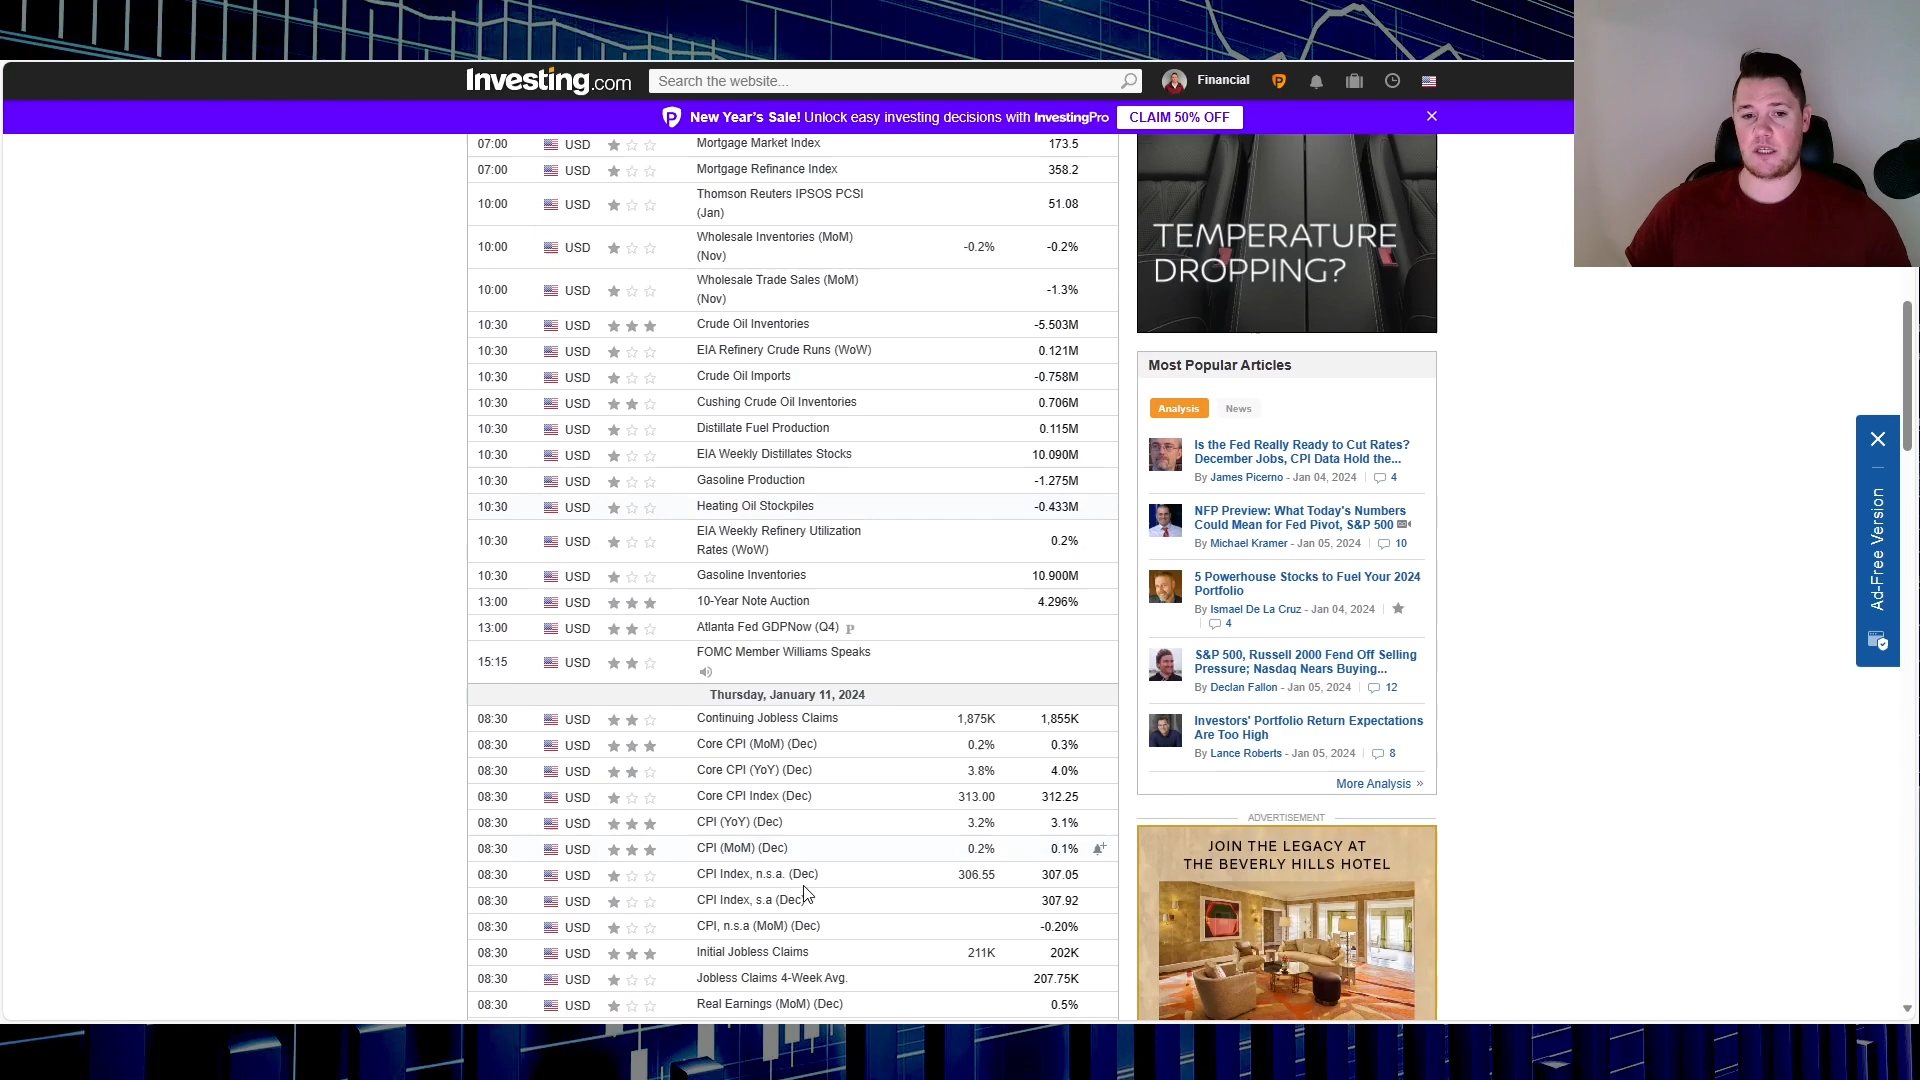 Investing.com
Search the website...
Financial
New Year's Sale! Unlock easy investing decisions with InvestingPro
CLAIM 50% OFF
07:00 USD Mortgage Market Index 173.5
07:00 USD Mortgage Refinance Index 358.2
10:00 USD Thomson Reuters IPSOS PCSI (Jan) 51.08
10:00 USD Wholesale Inventories (MoM) (Nov) -0.2% -0.2%
10:00 USD Wholesale Trade Sales (MoM) (Nov) -1.3%
10:30 USD Crude Oil Inventories -5.503M
10:30 USD EIA Refinery Crude Runs (WoW) 0.121M
10:30 USD Crude Oil Imports -0.758M
10:30 USD Cushing Crude Oil Inventories 0.706M
10:30 USD Distillate Fuel Production 0.115M
10:30 USD EIA Weekly Distillates Stocks 10.090M
10:30 USD Gasoline Production -1.275M
10:30 USD Heating Oil Stockpiles -0.433M
10:30 USD EIA Weekly Refinery Utilization Rates (WoW) 0.2%
10:30 USD Gasoline Inventories 10.900M
13:00 USD 10-Year Note Auction 4.296%
13:00 USD Atlanta Fed GDPNow (Q4) P
15:15 USD FOMC Member Williams Speaks
Thursday, January 11, 2024
08:30 USD Continuing Jobless Claims 1,875K 1,855K
08:30 USD Core CPI (MoM) (Dec) 0.2% 0.3%
08:30 USD Core CPI (YoY) (Dec) 3.8% 4.0%
08:30 USD Core CPI Index (Dec) 313.00 312.25
08:30 USD CPI (YoY) (Dec) 3.2% 3.1%
08:30 USD CPI (MoM) (Dec) 0.2% 0.1%
08:30 USD CPI Index, n.s.a. (Dec) 306.55 307.05
08:30 USD CPI Index, s.a (Dec) 307.92
08:30 USD CPI, n.s.a (MoM) (Dec) -0.20%
08:30 USD Initial Jobless Claims 211K 202K
08:30 USD Jobless Claims 4-Week Avg. 207.75K
08:30 USD Real Earnings (MoM) (Dec) 0.5%
TEMPERATURE
DROPPING?
Most Popular Articles
Analysis News
Is the Fed Really Ready to Cut Rates?
December Jobs, CPI Data Hold the...
By James Picerno - Jan 04, 2024 | 4
NFP Preview: What Today's Numbers
Could Mean for Fed Pivot, S&P 500
By Michael Kramer - Jan 05, 2024 | 10
5 Powerhouse Stocks to Fuel Your 2024
Portfolio
By Ismael De La Cruz - Jan 04, 2024 |
| 4
S&P 500, Russell 2000 Fend Off Selling
Pressure; Nasdaq Nears Buying...
By Declan Fallon - Jan 05, 2024 | 12
Investors' Portfolio Return Expectations
Are Too High
By Lance Roberts - Jan 05, 2024 | 8
More Analysis »
ADVERTISEMENT
JOIN THE LEGACY AT
THE BEVERLY HILLS HOTEL
Ad-Free Version